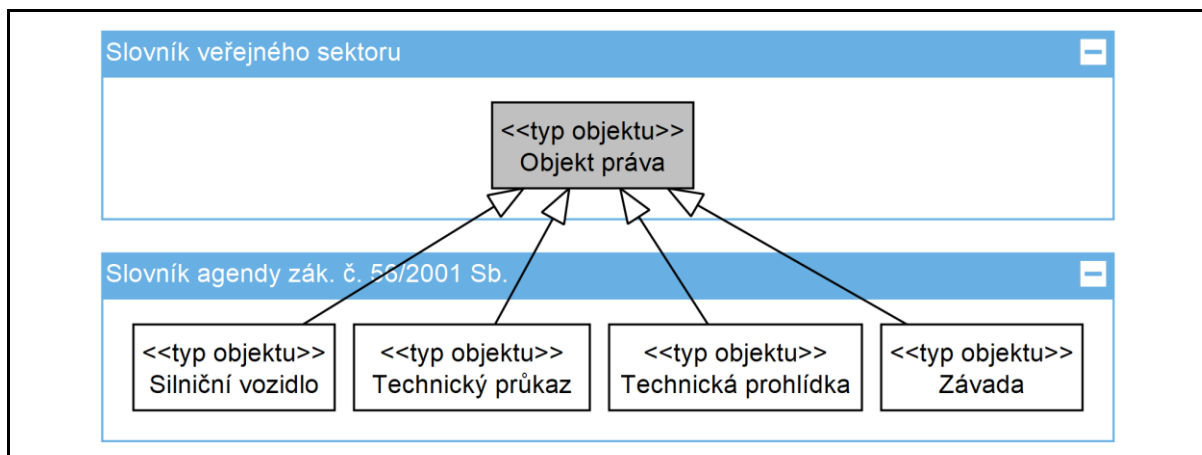 Slovník veřejného sektoru
<<typ objektu>>
Objekt práva
Slovník agendy zák. č. 56/2001 Sb.
<<typ objektu>>
Silniční vozidlo
<<typ objektu>>
Technický průkaz
<<typ objektu>>
Technická prohlídka
<<typ objektu>>
Závada